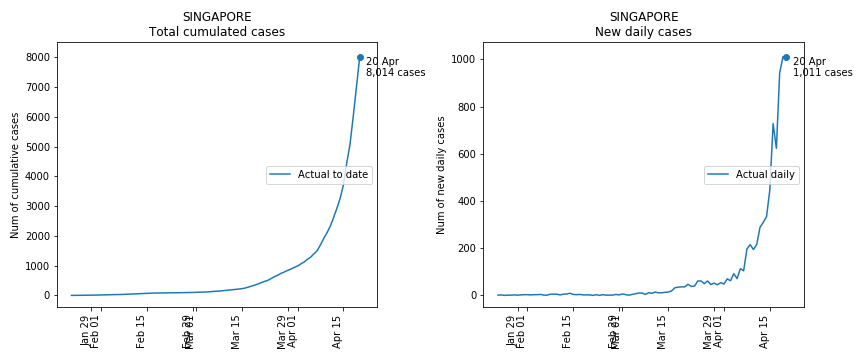 SINGAPORE
Total cumulated cases
Num of cumulative cases
8000
7000
6000
5000
4000
3000
2000
1000
0
20 Apr
8,014 cases
Actual to date
Jan 29
Feb 01
Feb 15
Feb 29
Mar 01
Mar 15
Mar 29
Apr 01
Apr 15
SINGAPORE
New daily cases
Num of new daily cases
1000
800
600
400
200
0
20 Apr
1,011 cases
Actual daily
Jan 29
Feb 01
Feb 15
Feb 29
Mar 01
Mar 15
Mar 29
Apr 01
Apr 15